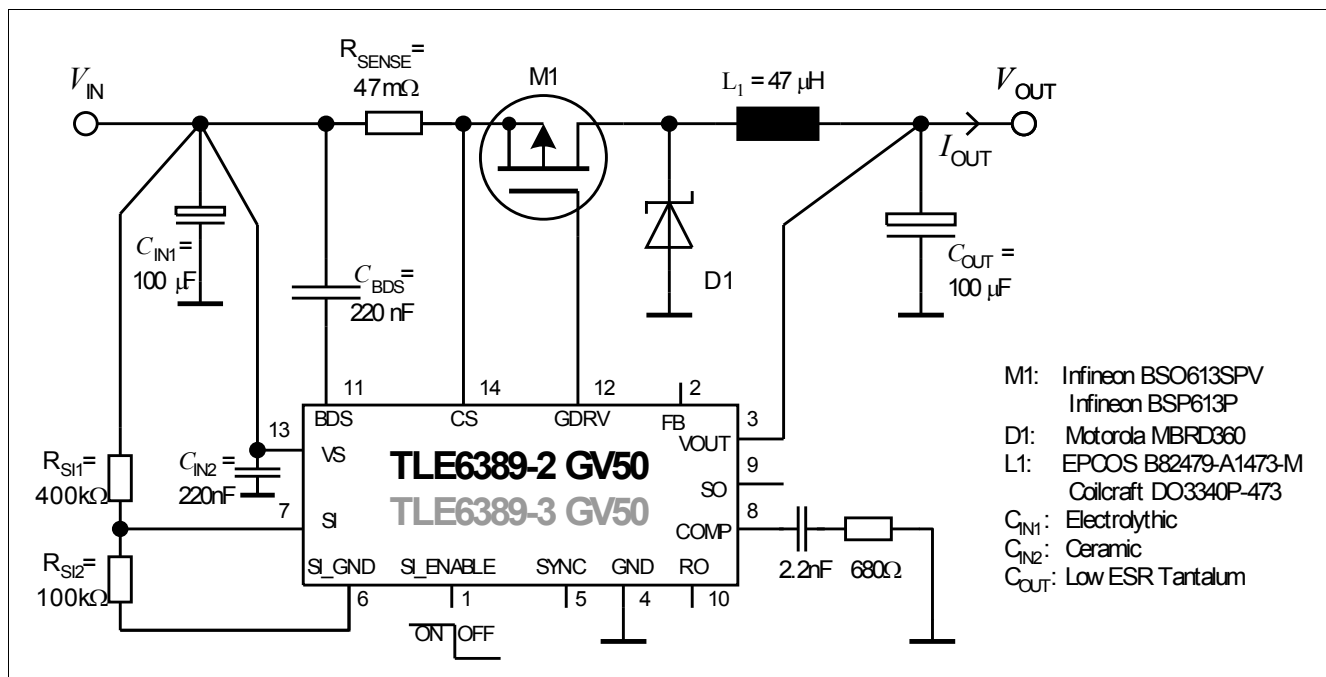 R_SENSE=
47mΩ
M1
L1 = 47 µH
V_IN
V_OUT
I_OUT
C_IN1=
100 µF
C_BDS=
220 nF
D1
C_OUT=
100 µF
11
14
12
2
BDS
CS
GDRV
FB
3
VOUT
13
VS
C_IN2=
220nF
R_SI1=
400kΩ
TLE6389-2 GV50
TLE6389-3 GV50
9
SO
7
SI
8
COMP
2.2nF
680Ω
R_SI2=
100kΩ
SI_GND
SI_ENABLE
SYNC
GND
RO
6
1
5
4
10
ON
OFF
M1: Infineon BSO613SPV
Infineon BSP613P
D1: Motorola MBRD360
L1: EPCOS B82479-A1473-M
Coilcraft DO3340P-473
C_IN1: Electrolythic
C_IN2: Ceramic
C_OUT: Low ESR Tantalum